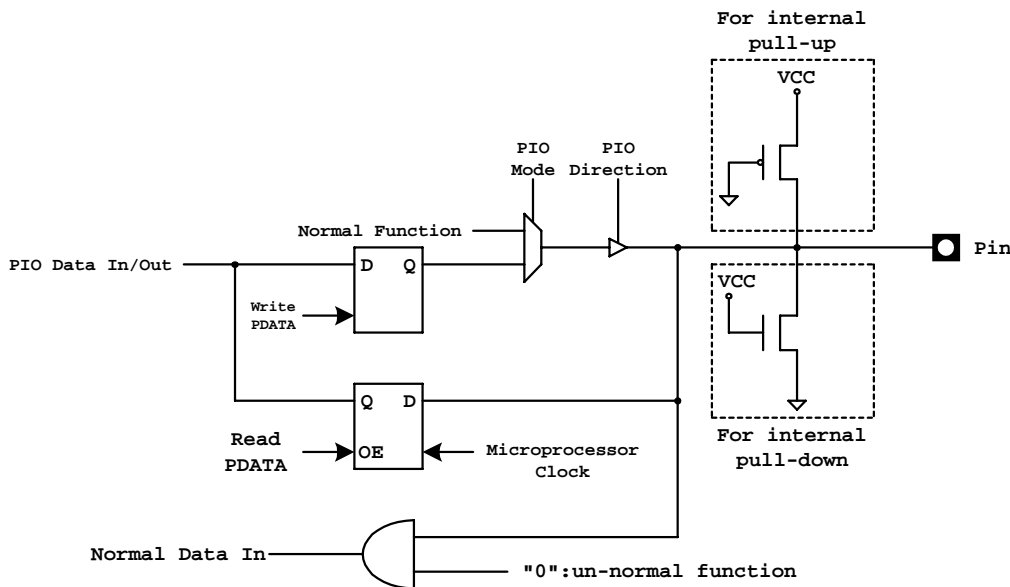 For internal
pull-up
VCC
PIO
Mode
PIO
Direction
Normal Function
PIO Data In/Out
D
Q
Pin
Write
PDATA
VCC
Q
D
Read
PDATA
OE
Microprocessor
Clock
For internal
pull-down
Normal Data In
"0":un-normal function